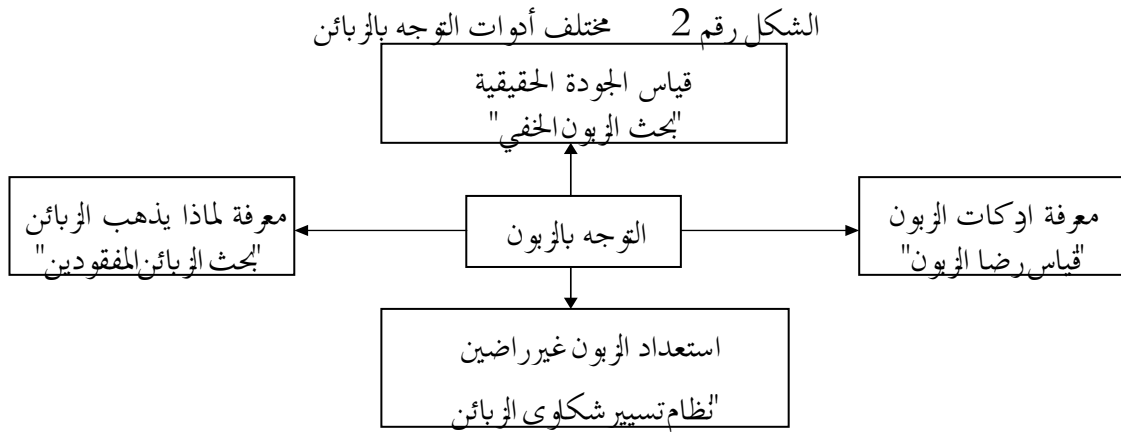 الشكل رقم 2 مختلف أدوات التوجه بالزبائن
قياس الجودة الحقيقية
"بحث الزبون الخفي"
معرفة ادكات الزبون
"قياس رضا الزبون"
التوجه بالزبون
معرفة لماذا يذهب الزبائن
"بحث الزبائن المفقودين"
استعداد الزبون غير راضين
"نظام تسيير شكاوى الزبائن